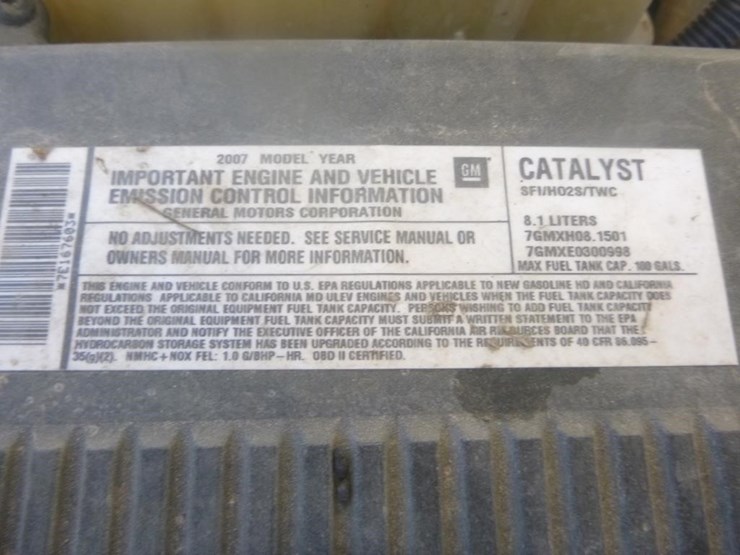 *7E167603*
2007 MODEL YEAR
IMPORTANT ENGINE AND VEHICLE
EMISSION CONTROL INFORMATION
GENERAL MOTORS CORPORATION
GM
NO ADJUSTMENTS NEEDED. SEE SERVICE MANUAL OR
OWNERS MANUAL FOR MORE INFORMATION.
CATALYST
SFI/HO2S/TWC
8.1 LITERS
7GMXH08.1501
7GMXE0300998
MAX FUEL TANK CAP. 100 GALS.
THIS ENGINE AND VEHICLE CONFORM TO U.S. EPA REGULATIONS APPLICABLE TO NEW GASOLINE HD AND CALIFORNIA
REGULATIONS APPLICABLE TO CALIFORNIA MD ULEV ENGINES AND VEHICLES WHEN THE FUEL TANK CAPACITY DOES
NOT EXCEED THE ORIGINAL EQUIPMENT FUEL TANK CAPACITY. PERSONS WISHING TO ADD FUEL TANK CAPACITY
BEYOND THE ORIGINAL EQUIPMENT FUEL TANK CAPACITY MUST SUBMIT A WRITTEN STATEMENT TO THE EPA
ADMINISTRATOR AND NOTIFY THE EXECUTIVE OFFICER OF THE CALIFORNIA AIR RESOURCES BOARD THAT THE
HYDROCARBON STORAGE SYSTEM HAS BEEN UPGRADED ACCORDING TO THE REQUIREMENTS OF 40 CFR 86.095-
35(g)(2). NMHC+NOX FEL: 1.0 G/BHP-HR. OBD II CERTIFIED.